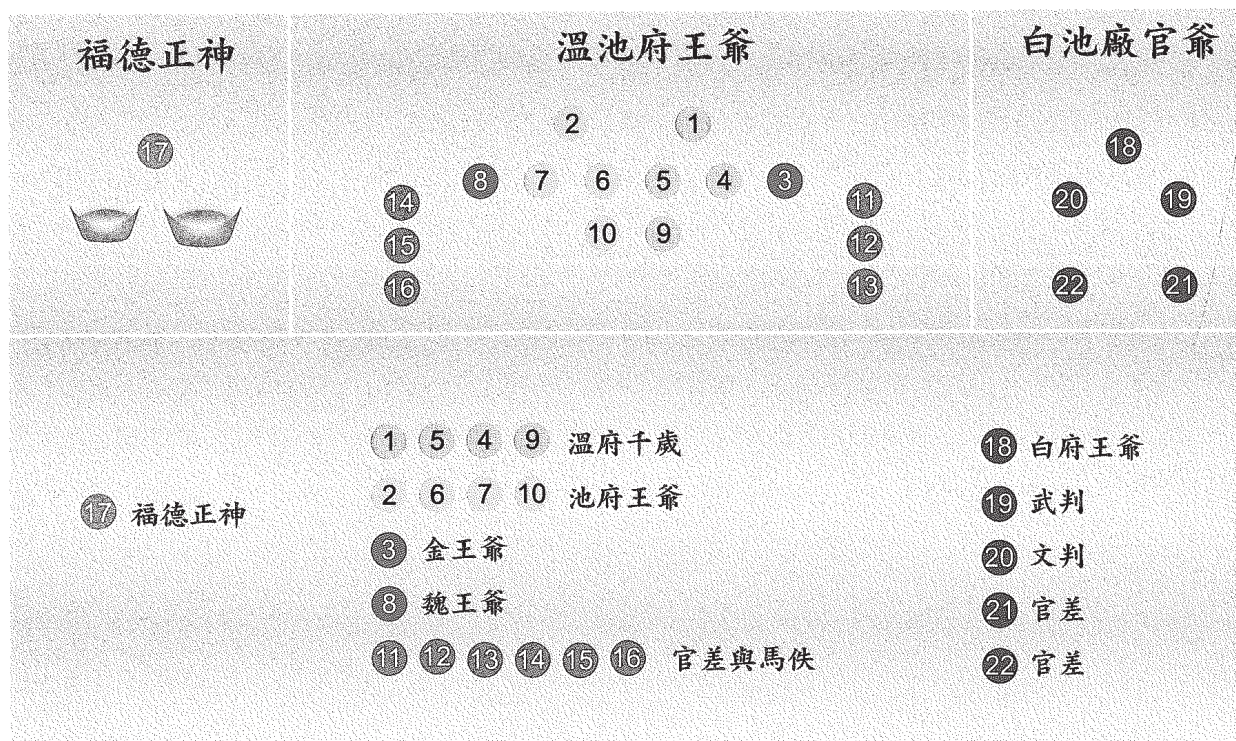 福德正神
溫池府王爺
白池廠官爺
17
2 1
8 7 6 5 4 3
14 11
15 12
10 9
16 13
18
20 19
22 21
1 5 4 9 溫府千歲
2 6 7 10 池府王爺
3 金王爺
8 魏王爺
11 12 13 14 15 16 官差與馬佚
17 福德正神
18 白府王爺
19 武判
20 文判
21 官差
22 官差